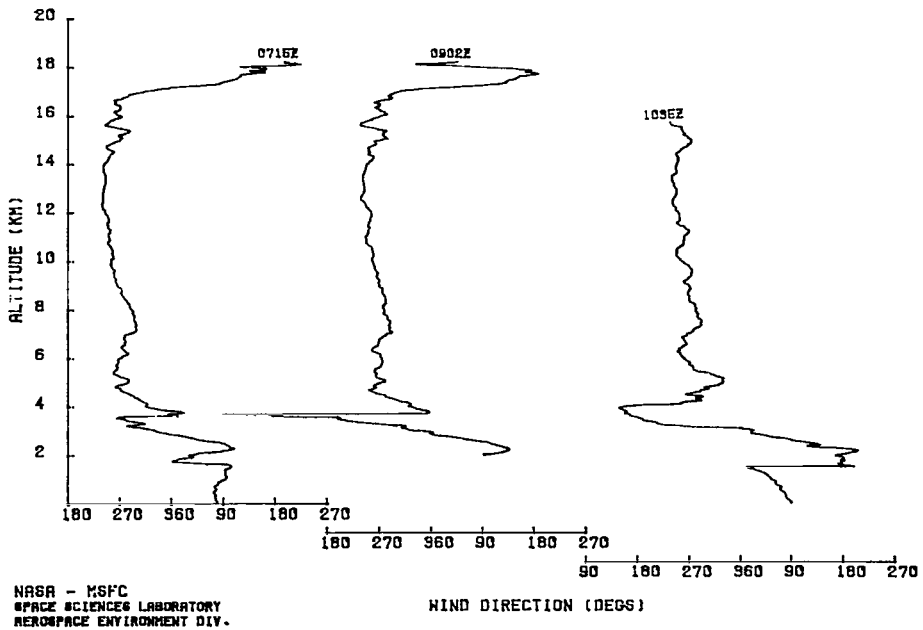 20
0715Z
0902Z
18
16
103EZ
14
12
ALTITUDE (KM)
10
8
6
4
2
180 270 360 90 180 270
180 270 360 90 180 270
90 180 270 360 90 180 270
NASA - MSFC
SPACE SCIENCES LABORATORY
AEROSPACE ENVIRONMENT DIV.
WIND DIRECTION (DEGS)